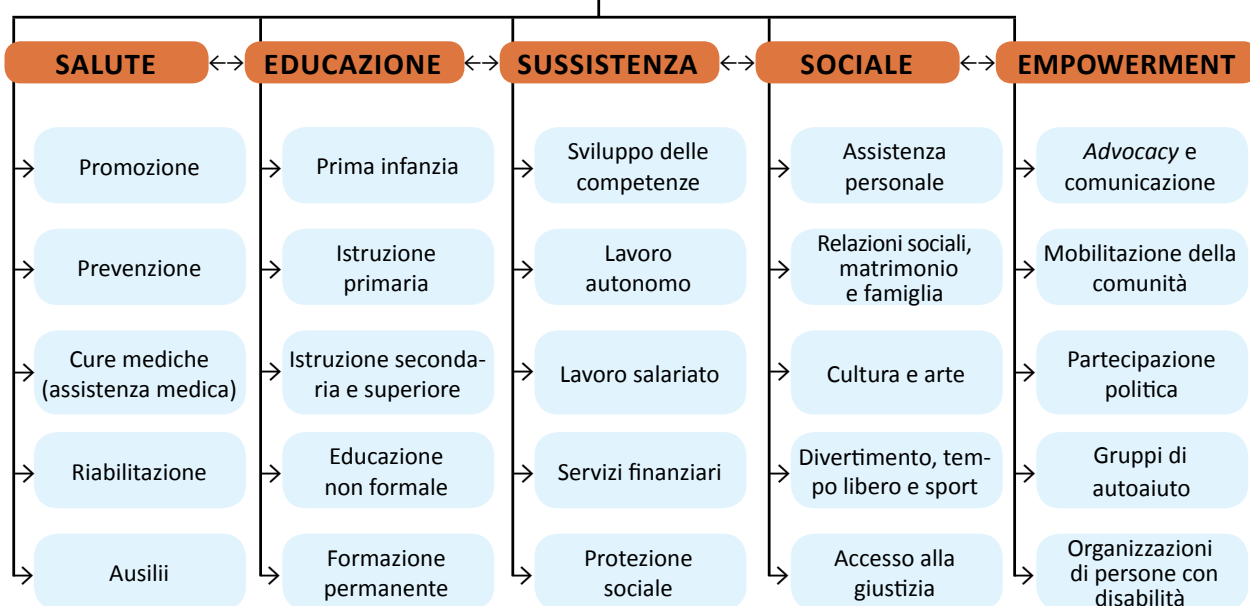 SALUTE
EDUCAZIONE
SUSSISTENZA
SOCIALE
EMPOWERMENT
Promozione
Prevenzione
Cure mediche
(assistenza medica)
Riabilitazione
Ausilii
Prima infanzia
Istruzione
primaria
Istruzione seconda-
ria e superiore
Educazione
non formale
Formazione
permanente
Sviluppo delle
competenze
Lavoro
autonomo
Lavoro salariato
Servizi finanziari
Protezione
sociale
Assistenza
personale
Relazioni sociali,
matrimonio
e famiglia
Cultura e arte
Divertimento, tem-
po libero e sport
Accesso alla
giustizia
Advocacy e
comunicazione
Mobilitazione della
comunità
Partecipazione
politica
Gruppi di
autoaiuto
Organizzazioni
di persone con
disabilità